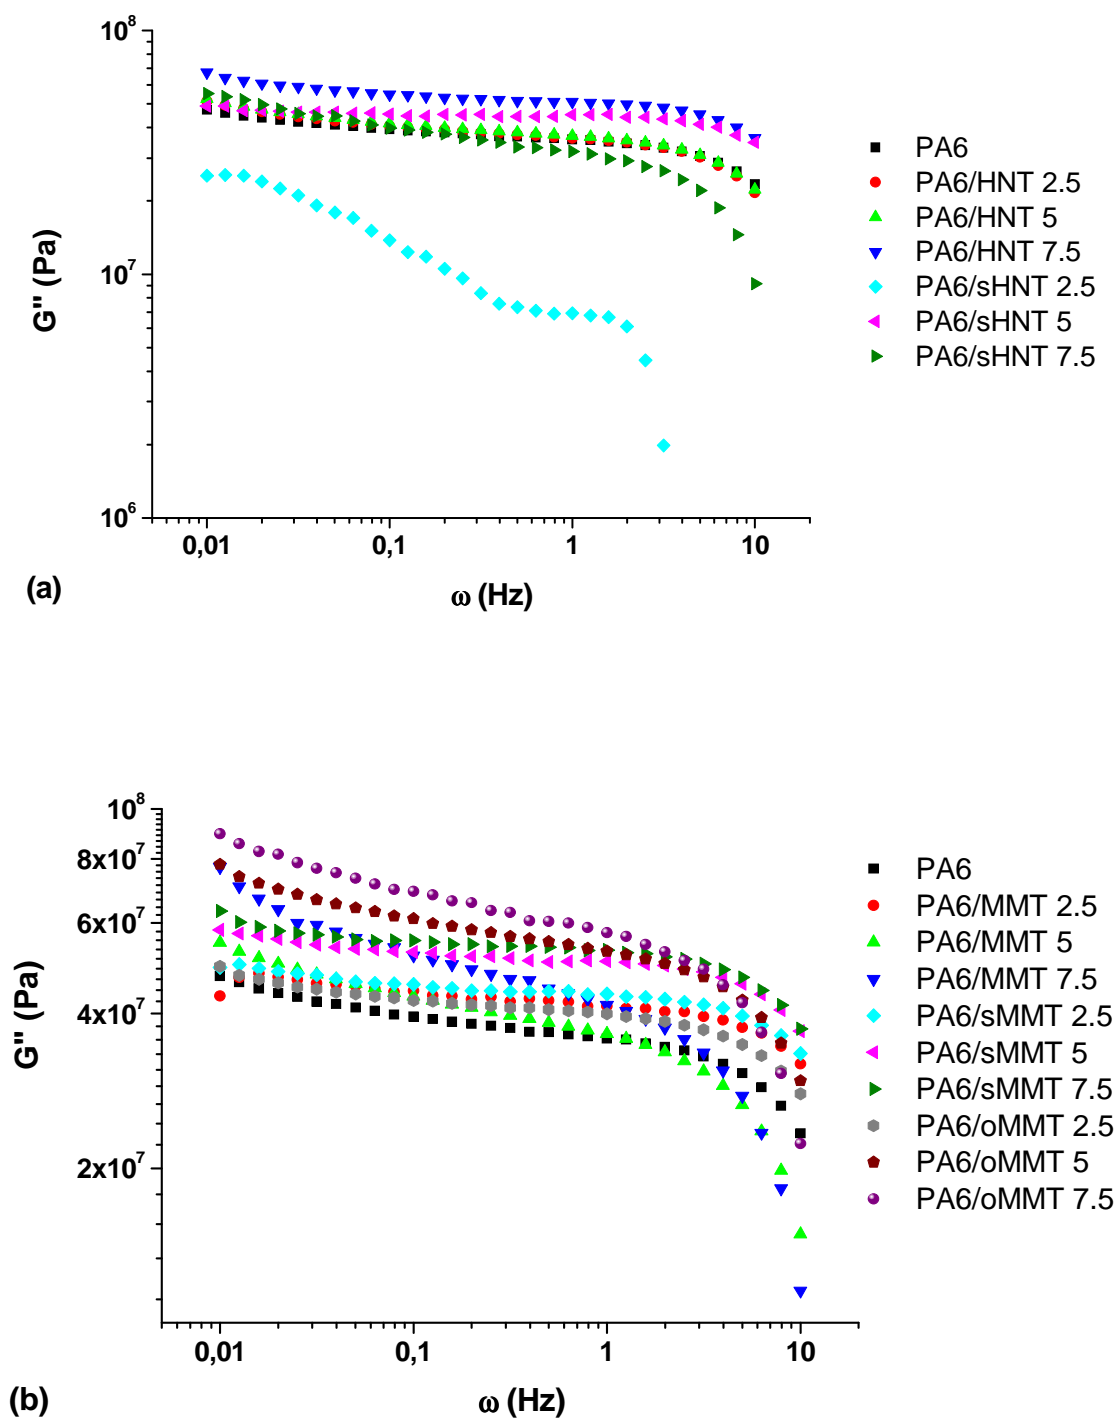 10⁸
10⁷
10⁶
G'' (Pa)
0,01
0,1
1
10
ω (Hz)
(a)
PA6
PA6/HNT 2.5
PA6/HNT 5
PA6/HNT 7.5
PA6/sHNT 2.5
PA6/sHNT 5
PA6/sHNT 7.5
10⁸
8x10⁷
6x10⁷
4x10⁷
2x10⁷
G'' (Pa)
0,01
0,1
1
10
ω (Hz)
(b)
PA6
PA6/MMT 2.5
PA6/MMT 5
PA6/MMT 7.5
PA6/sMMT 2.5
PA6/sMMT 5
PA6/sMMT 7.5
PA6/oMMT 2.5
PA6/oMMT 5
PA6/oMMT 7.5